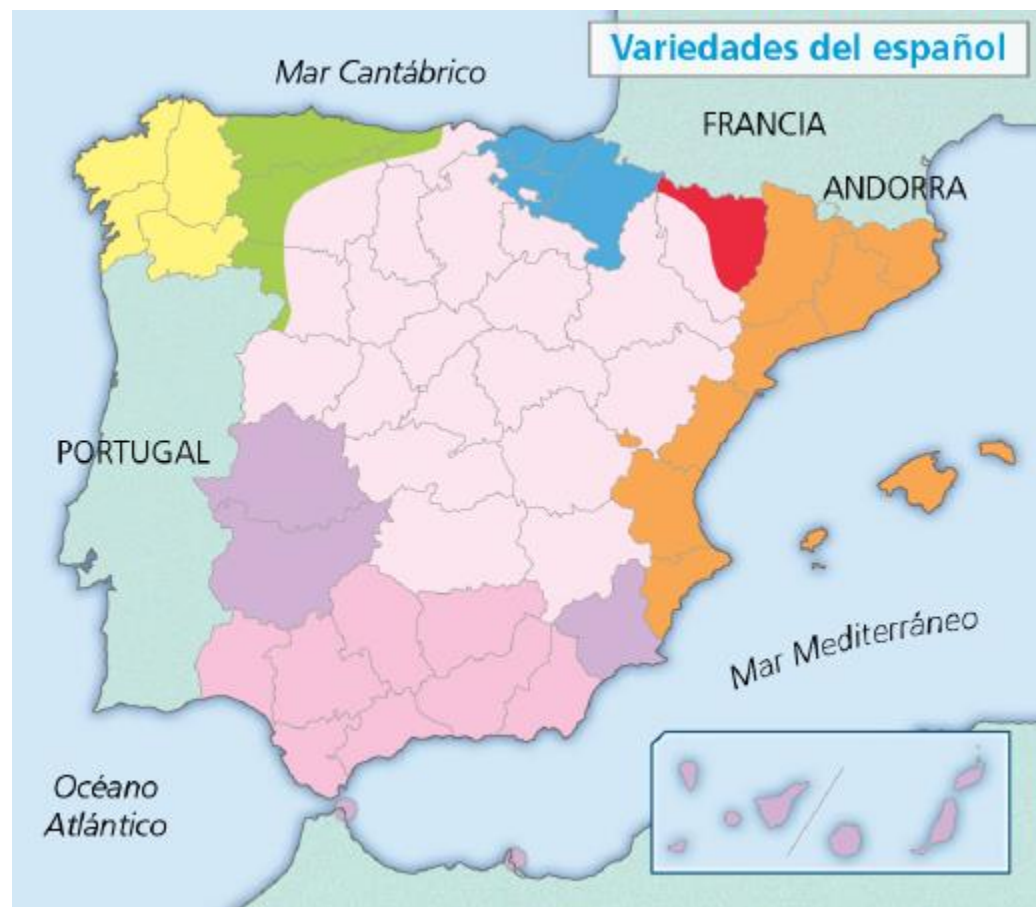 Variedades del español
Mar Cantábrico
FRANCIA
ANDORRA
PORTUGAL
Mar Mediterráneo
Océano
Atlántico